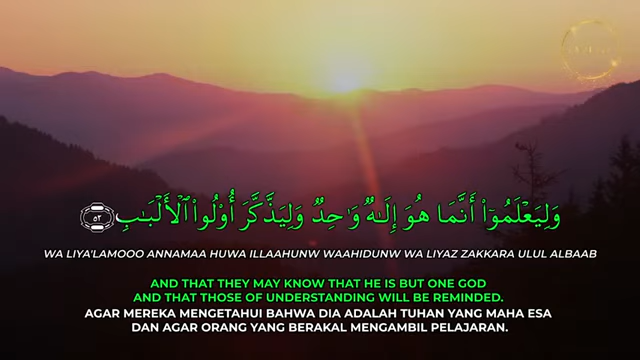 وَلِيَعْلَمُوٓا۟ أَنَّمَا هُوَ إِلَـٰهٌۭ وَٰحِدٌۭ وَلِيَذَّكَّرَ أُو۟لُوا۟ ٱلْأَلْبَـٰبِ ٥٢
WA LIYA'LAMOOO ANNAMAA HUWA ILLAAHUNW WAAHIDUNW WA LIYAZ ZAKKARA ULUL ALBAAB
AND THAT THEY MAY KNOW THAT HE IS BUT ONE GOD
AND THAT THOSE OF UNDERSTANDING WILL BE REMINDED.
AGAR MEREKA MENGETAHUI BAHWA DIA ADALAH TUHAN YANG MAHA ESA
DAN AGAR ORANG YANG BERAKAL MENGAMBIL PELAJARAN.